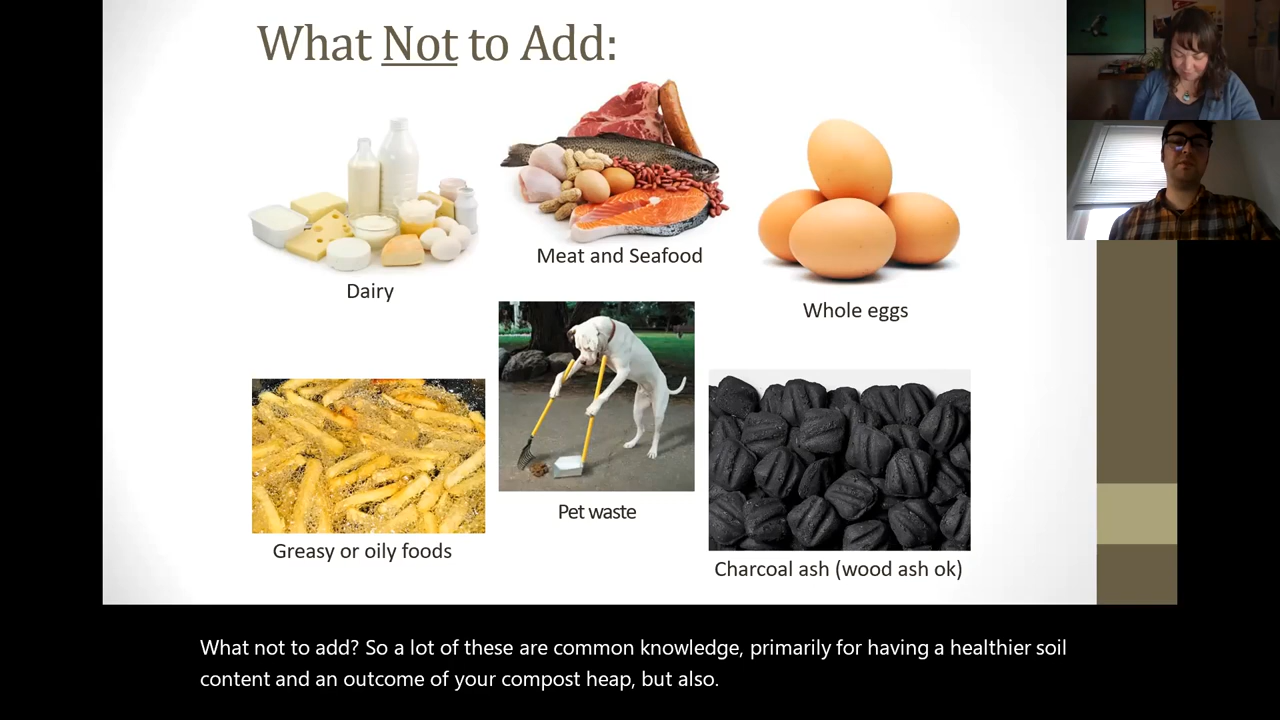 What Not to Add:
Dairy
Meat and Seafood
Whole eggs
Greasy or oily foods
Pet waste
Charcoal ash (wood ash ok)
What not to add? So a lot of these are common knowledge, primarily for having a healthier soil
content and an outcome of your compost heap, but also.